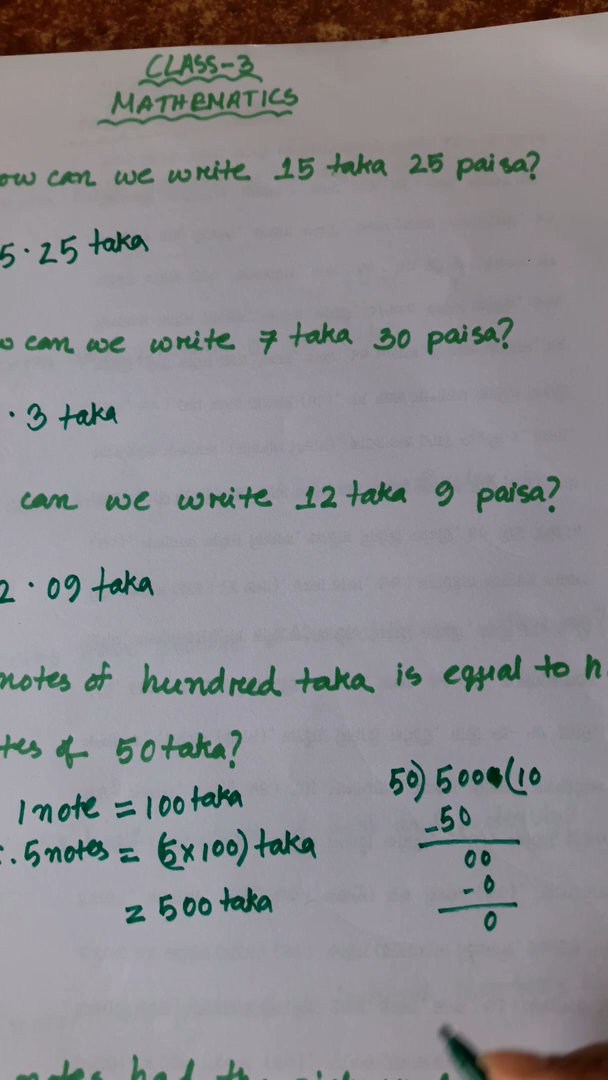 CLASS-3
MATHEMATICS
ow can we write 15 taka 25 paisa?
5.25 taka
w can we write 7 taka 30 paisa?
.3 taka
can we write 12 taka 9 paisa?
2.09 taka
notes of hundred taka is equal to h
tes of 50 taka?
1 note = 100 taka
∴ 5 notes = (5×100) taka
= 500 taka
50) 500 (10
-50
00
-0
0
notes had the